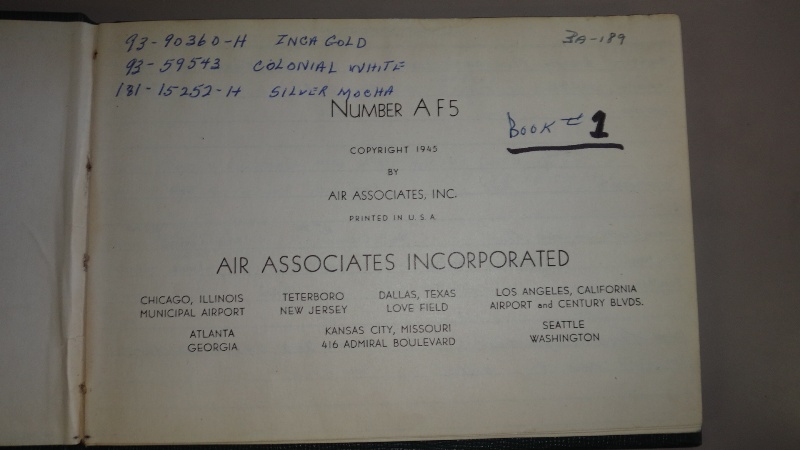 93-90360-H INCA GOLD
3A-189
93-59543 COLONIAL WHITE
131-15252-H SILVER MOCHA
NUMBER AF5
BOOK # 1
COPYRIGHT 1945
BY
AIR ASSOCIATES, INC.
PRINTED IN U. S. A.
AIR ASSOCIATES INCORPORATED
CHICAGO, ILLINOIS
MUNICIPAL AIRPORT
TETERBORO
NEW JERSEY
DALLAS, TEXAS
LOVE FIELD
LOS ANGELES, CALIFORNIA
AIRPORT and CENTURY BLVDS.
ATLANTA
GEORGIA
KANSAS CITY, MISSOURI
416 ADMIRAL BOULEVARD
SEATTLE
WASHINGTON